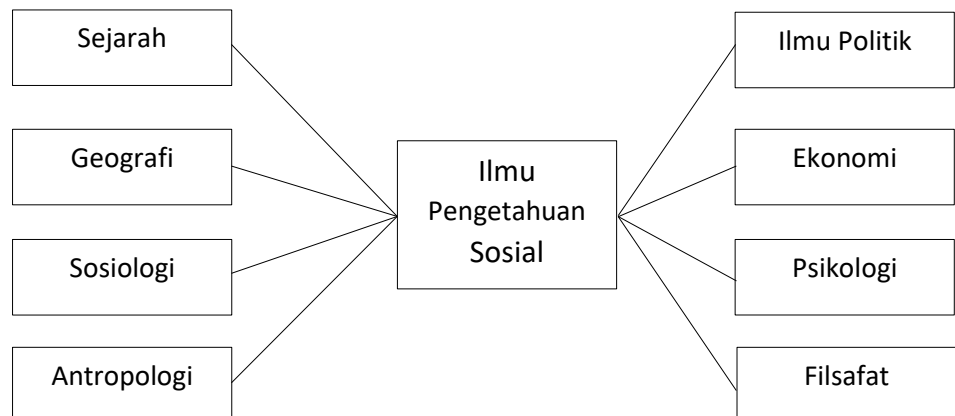 Sejarah
Geografi
Sosiologi
Antropologi
Ilmu
Pengetahuan
Sosial
Ilmu Politik
Ekonomi
Psikologi
Filsafat